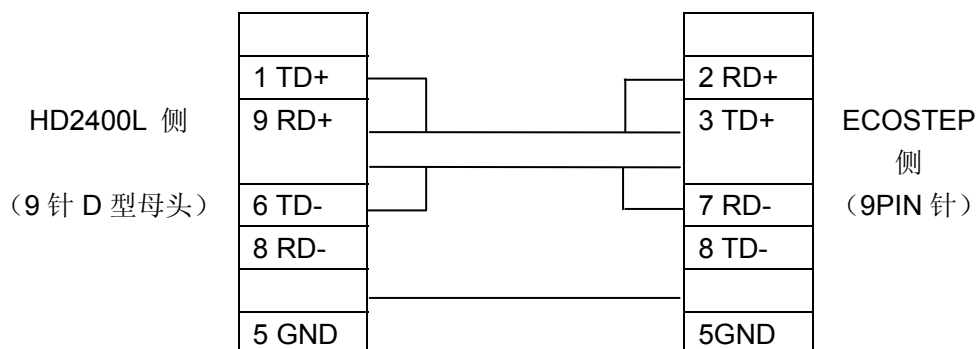 1 TD+
2 RD+
HD2400L 侧
9 RD+
3 TD+
ECOSTEP
侧
（9 针 D 型母头）
6 TD-
7 RD-
（9PIN 针）
8 RD-
8 TD-
5 GND
5GND